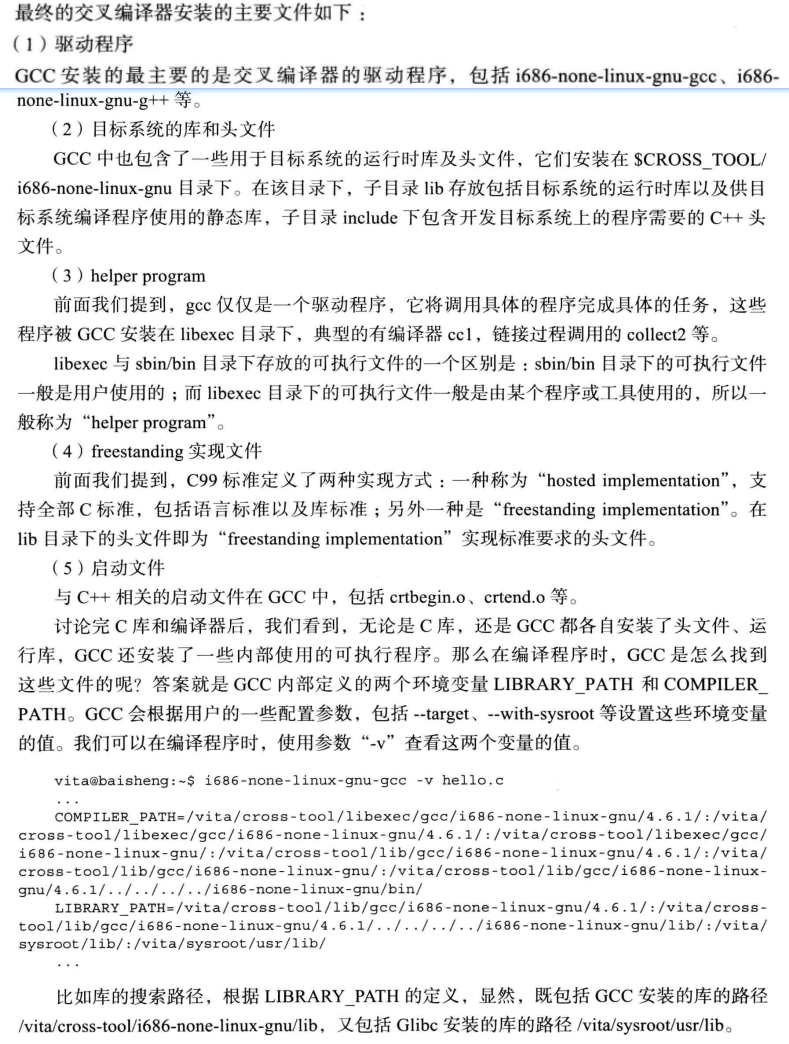 最终的交叉编译器安装的主要文件如下：
（1）驱动程序
GCC 安装的最主要的是交叉编译器的驱动程序，包括 i686-none-linux-gnu-gcc、i686-
none-linux-gnu-g++ 等。
（2）目标系统的库和头文件
GCC 中也包含了一些用于目标系统的运行时库及头文件，它们安装在 $CROSS_TOOL/
i686-none-linux-gnu 目录下。在该目录下，子目录 lib 存放包括目标系统的运行时库以及供目
标系统编译程序使用的静态库，子目录 include 下包含开发目标系统上的程序需要的 C++ 头
文件。
（3）helper program
前面我们提到，gcc 仅仅是一个驱动程序，它将调用具体的程序完成具体的任务，这些
程序被 GCC 安装在 libexec 目录下，典型的有编译器 cc1，链接过程调用的 collect2 等。
libexec 与 sbin/bin 目录下存放的可执行文件的一个区别是：sbin/bin 目录下的可执行文件
一般是用户使用的；而 libexec 目录下的可执行文件一般是由某个程序或工具使用的，所以一
般称为“helper program”。
（4）freestanding 实现文件
前面我们提到，C99 标准定义了两种实现方式：一种称为“hosted implementation”，支
持全部 C 标准，包括语言标准以及库标准；另外一种是“freestanding implementation”。在
lib 目录下的头文件即为“freestanding implementation”实现标准要求的头文件。
（5）启动文件
与 C++ 相关的启动文件在 GCC 中，包括 crtbegin.o、crtend.o 等。
讨论完 C 库和编译器后，我们看到，无论是 C 库，还是 GCC 都各自安装了头文件、运
行库，GCC 还安装了一些内部使用的可执行程序。那么在编译程序时，GCC 是怎么找到
这些文件的呢？答案就是 GCC 内部定义的两个环境变量 LIBRARY_PATH 和 COMPILER_
PATH。GCC 会根据用户的一些配置参数，包括 --target、--with-sysroot 等设置这些环境变量
的值。我们可以在编译程序时，使用参数“-v”查看这两个变量的值。
vita@baisheng:~$ i686-none-linux-gnu-gcc -v hello.c
...
COMPILER_PATH=/vita/cross-tool/libexec/gcc/i686-none-linux-gnu/4.6.1/:/vita/
cross-tool/libexec/gcc/i686-none-linux-gnu/4.6.1/:/vita/cross-tool/libexec/gcc/
i686-none-linux-gnu/:/vita/cross-tool/lib/gcc/i686-none-linux-gnu/4.6.1/:/vita/
cross-tool/lib/gcc/i686-none-linux-gnu/:/vita/cross-tool/lib/gcc/i686-none-linux-
gnu/4.6.1/../../../../i686-none-linux-gnu/bin/
LIBRARY_PATH=/vita/cross-tool/lib/gcc/i686-none-linux-gnu/4.6.1/:/vita/cross-
tool/lib/gcc/i686-none-linux-gnu/4.6.1/../../../../i686-none-linux-gnu/lib/:/vita/
sysroot/lib/:/vita/sysroot/usr/lib/
...
比如库的搜索路径，根据 LIBRARY_PATH 的定义，显然，既包括 GCC 安装的库的路径
/vita/cross-tool/i686-none-linux-gnu/lib，又包括 Glibc 安装的库的路径 /vita/sysroot/usr/lib。